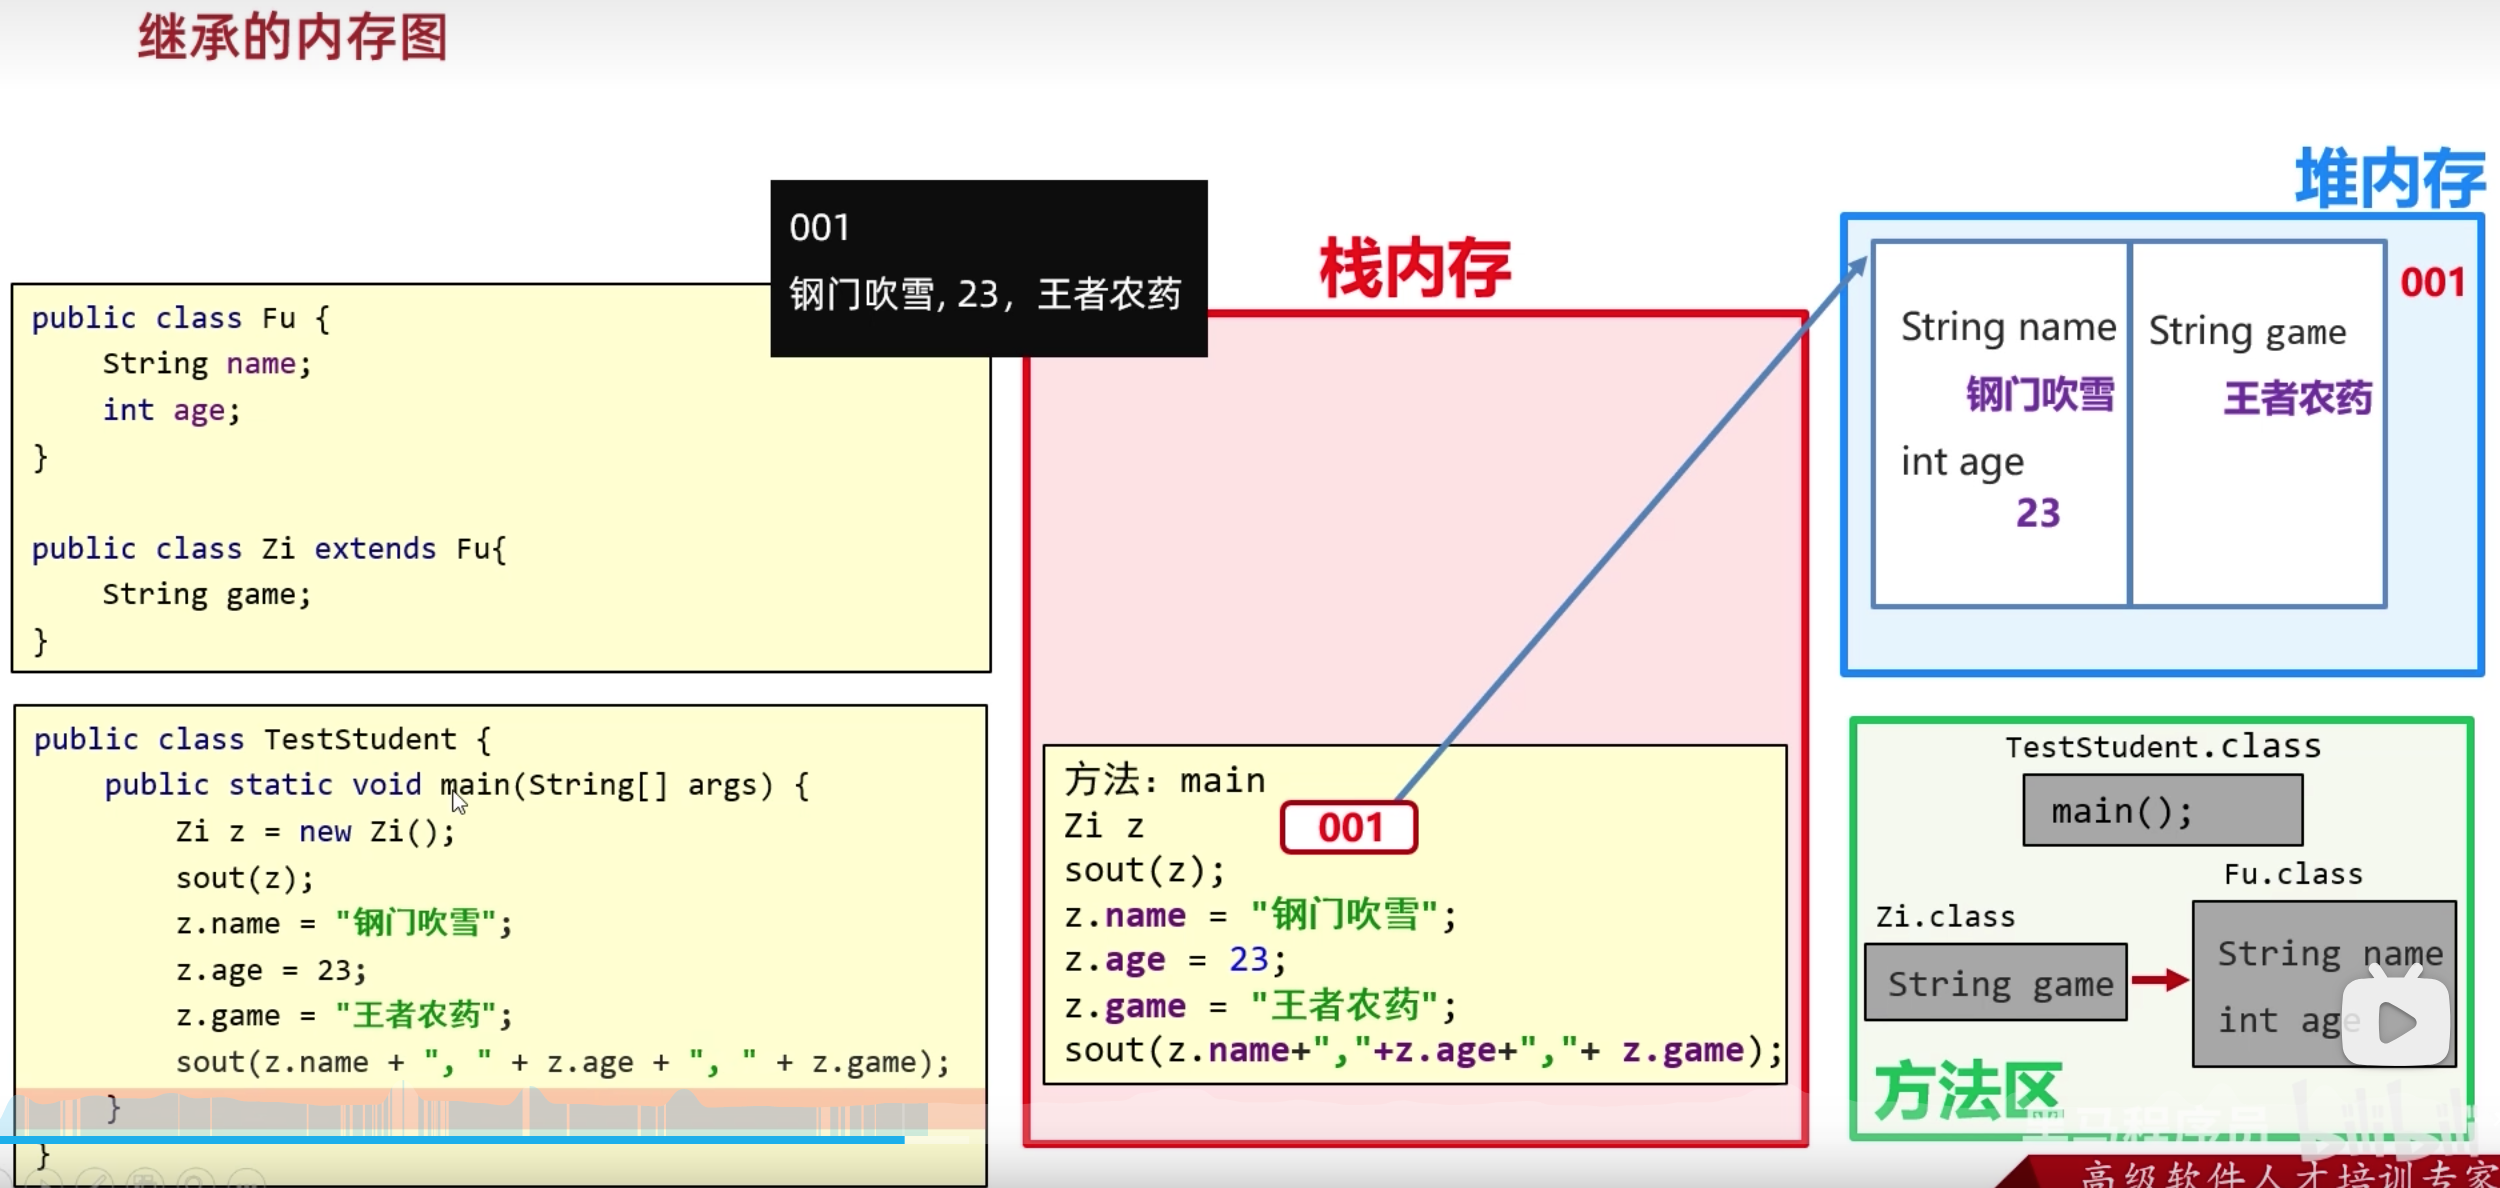 继承的内存图
001
钢门吹雪, 23, 王者农药
public class Fu {
String name;
int age;
}
public class Zi extends Fu{
String game;
}
public class TestStudent {
public static void main(String[] args) {
Zi z = new Zi();
sout(z);
z.name = "钢门吹雪";
z.age = 23;
z.game = "王者农药";
sout(z.name + ", " + z.age + ", " + z.game);
}
}
栈内存
方法: main
Zi z
001
sout(z);
z.name = "钢门吹雪";
z.age = 23;
z.game = "王者农药";
sout(z.name+","+z.age+","+ z.game);
堆内存
001
String name
钢门吹雪
int age
23
String game
王者农药
TestStudent.class
main();
Fu.class
String name
int age
Zi.class
String game
方法区
黑马程序员
bilibili
高级软件人才培训专家